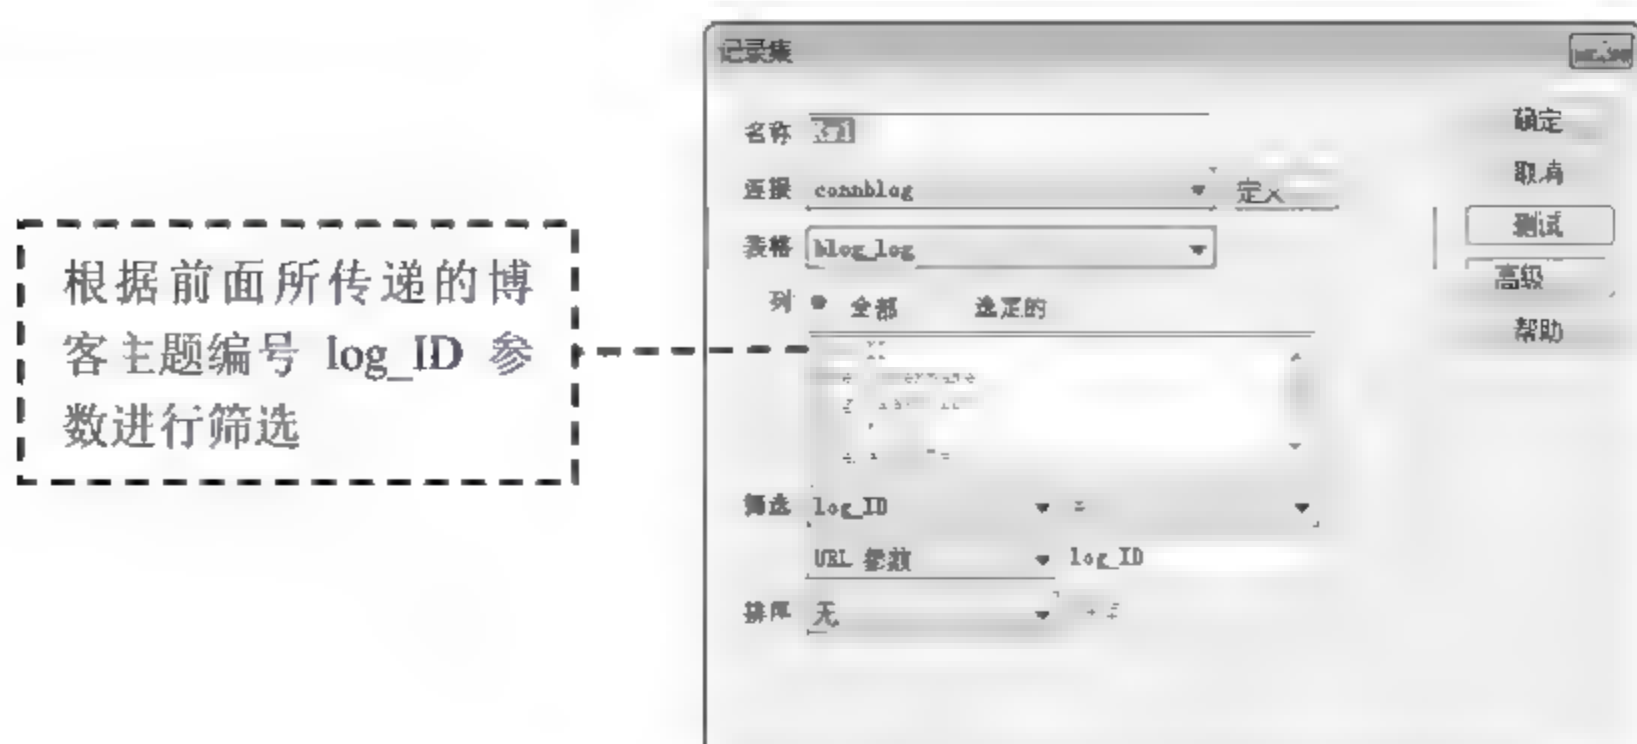 根据前面所传递的博
客主题编号 log_ID 参
数进行筛选
记录集
名称
连接 connblog 定义
表格 blog_log
列 全部 选定的
筛选 log_ID =
URL 参数 log_ID
排序 无
确定
取消
测试
高级
帮助